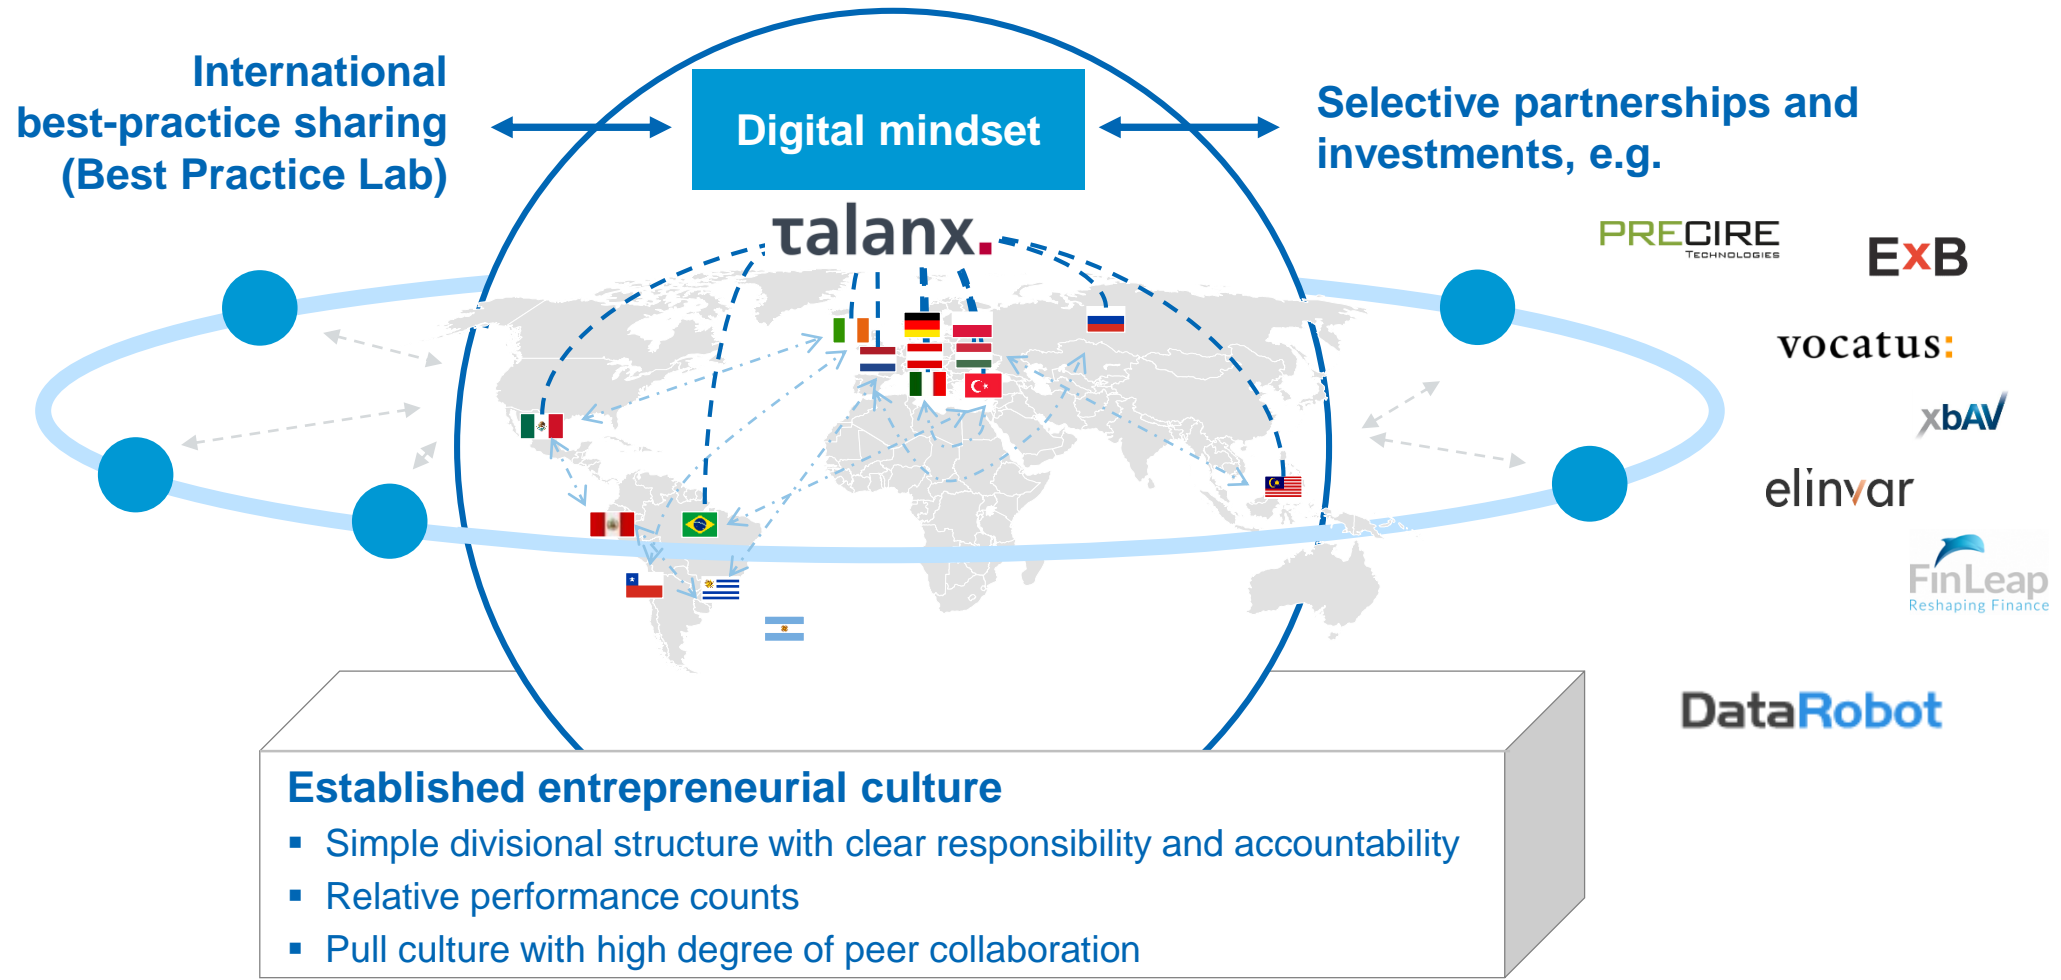 International
best-practice sharing
(Best Practice Lab)
Digital mindset
Selective partnerships and
investments, e.g.
τalanx.
PRECIRE
TECHNOLOGIES
ExB
vocatus:
xbAV
elinvar
FinLeap
Reshaping Finance
DataRobot
Established entrepreneurial culture
▪ Simple divisional structure with clear responsibility and accountability
▪ Relative performance counts
▪ Pull culture with high degree of peer collaboration